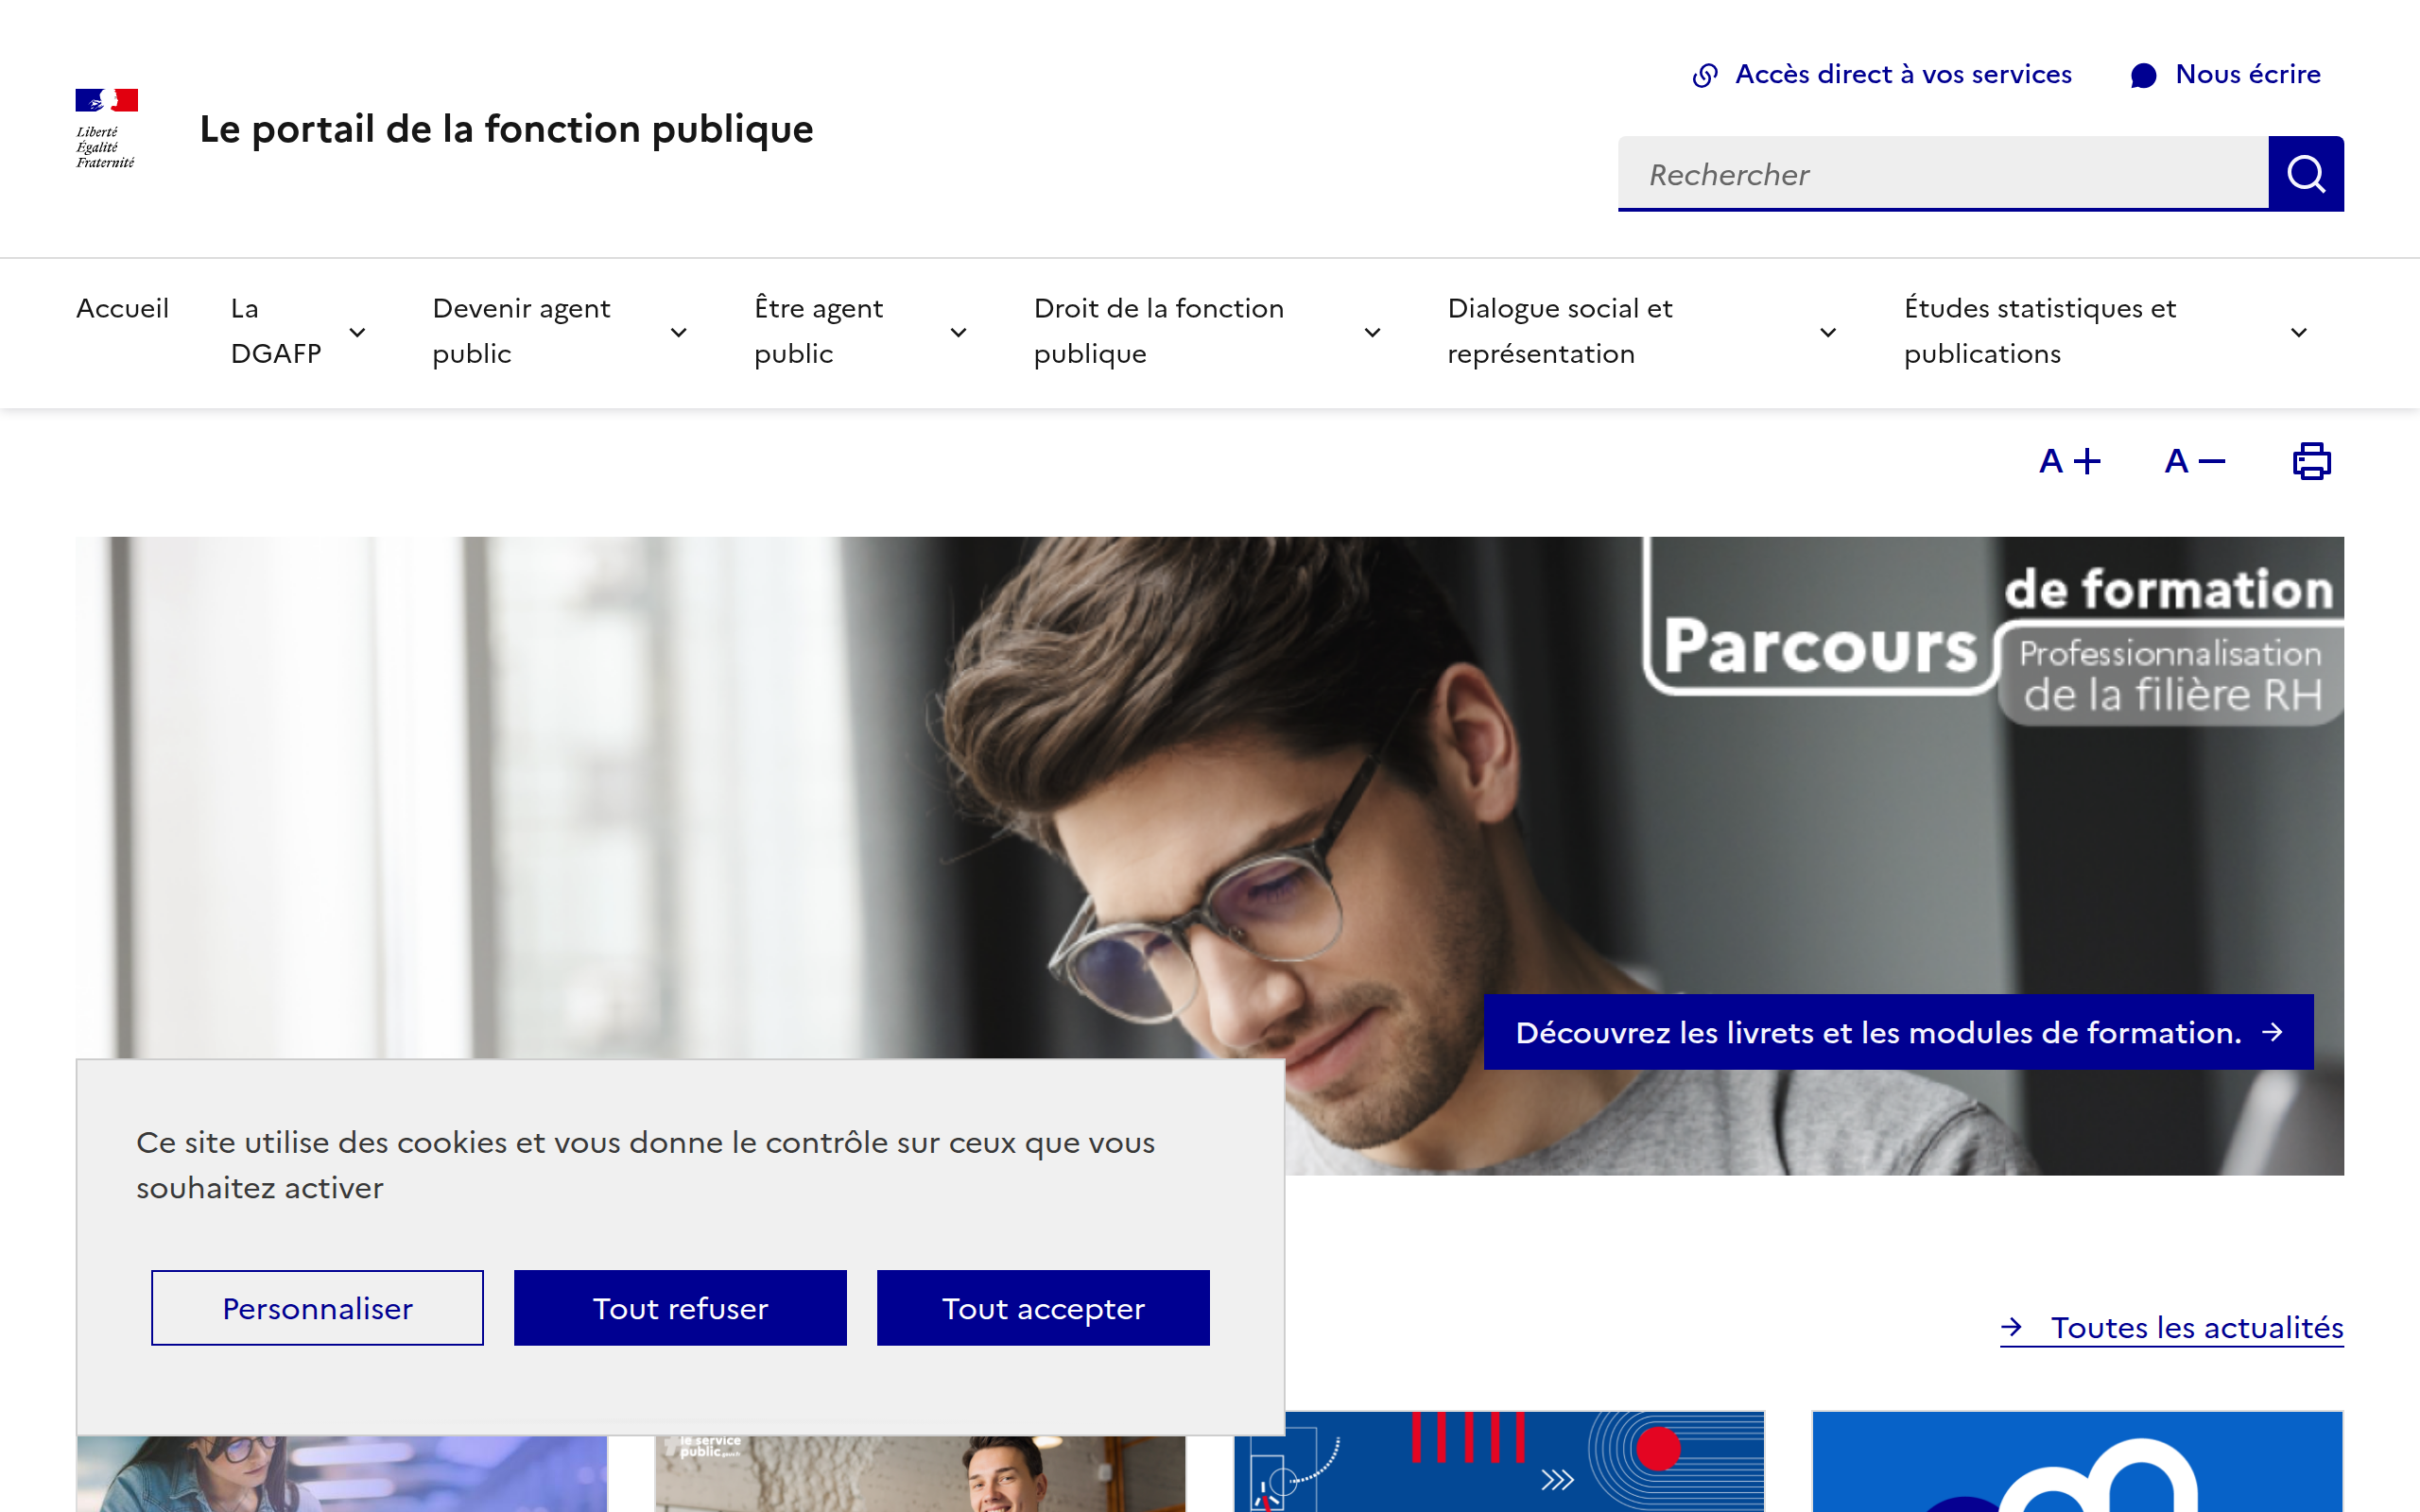 Accès direct à vos services
Nous écrire
Liberté
Égalité
Fraternité
Le portail de la fonction publique
Rechercher
Accueil
La
DGAFP
Devenir agent
public
Être agent
public
Droit de la fonction
publique
Dialogue social et
représentation
Études statistiques et
publications
A +
A −
de formation
Parcours
Professionnalisation
de la filière RH
Découvrez les livrets et les modules de formation.
Ce site utilise des cookies et vous donne le contrôle sur ceux que vous
souhaitez activer
Personnaliser
Tout refuser
Tout accepter
Toutes les actualités
le service
public